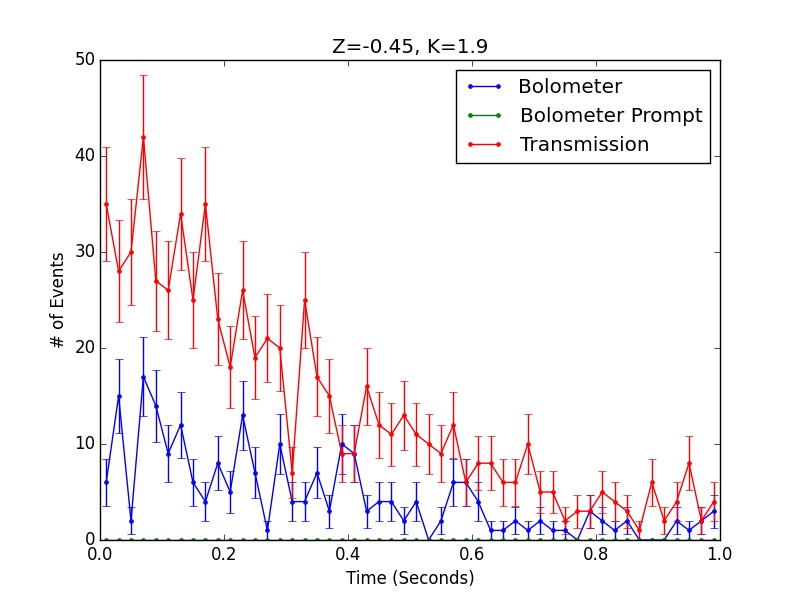 Z=-0.45, K=1.9
50
40
30
20
10
0
# of Events
Bolometer
Bolometer Prompt
Transmission
0.0 0.2 0.4 0.6 0.8 1.0
Time (Seconds)